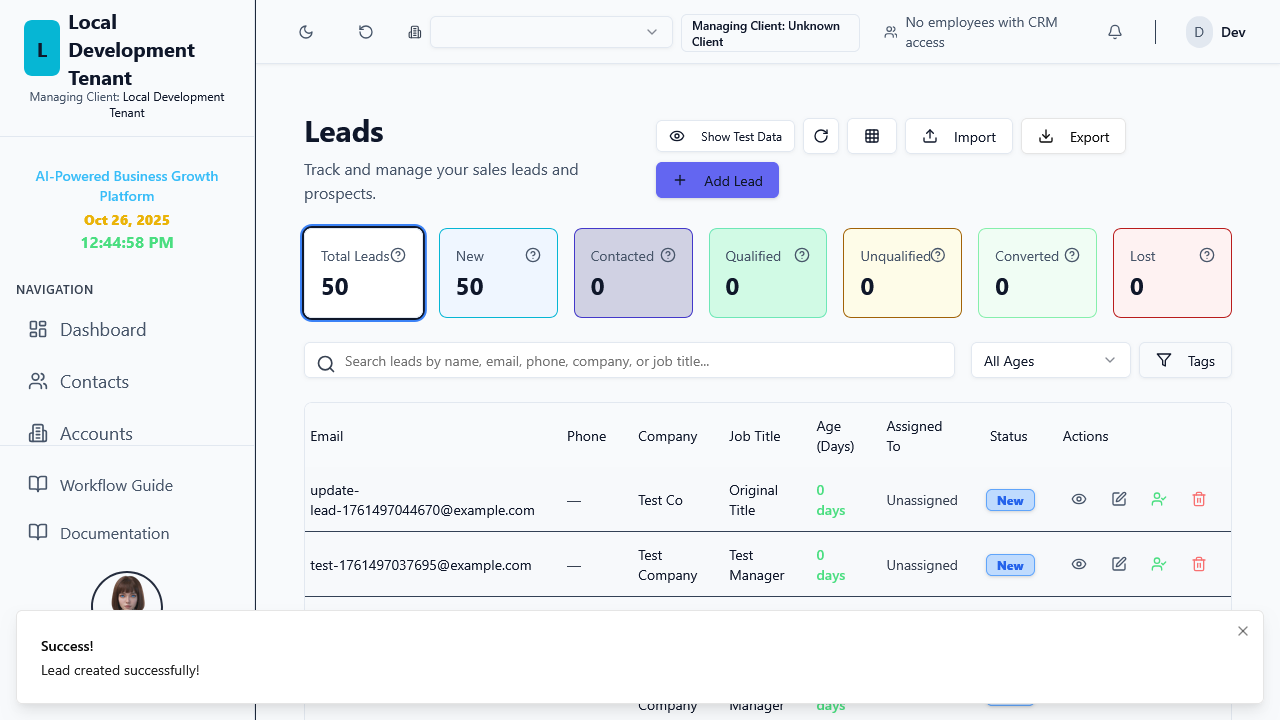 L
Local
Development
Tenant
Managing Client: Local Development
Tenant
AI-Powered Business Growth
Platform
Oct 26, 2025
12:44:58 PM
NAVIGATION
Dashboard
Contacts
Accounts
Workflow Guide
Documentation
Managing Client: Unknown
Client
No employees with CRM
access
D
Dev
Leads
Track and manage your sales leads and
prospects.
Show Test Data
Import
Export
Add Lead
Total Leads
50
New
50
Contacted
0
Qualified
0
Unqualified
0
Converted
0
Lost
0
Search leads by name, email, phone, company, or job title...
All Ages
Tags
Email
Phone
Company
Job Title
Age
(Days)
Assigned
To
Status
Actions
update-
lead-1761497044670@example.com
—
Test Co
Original
Title
0
days
Unassigned
New
test-1761497037695@example.com
—
Test
Company
Test
Manager
0
days
Unassigned
New
Company
Manager
days
Success!
Lead created successfully!